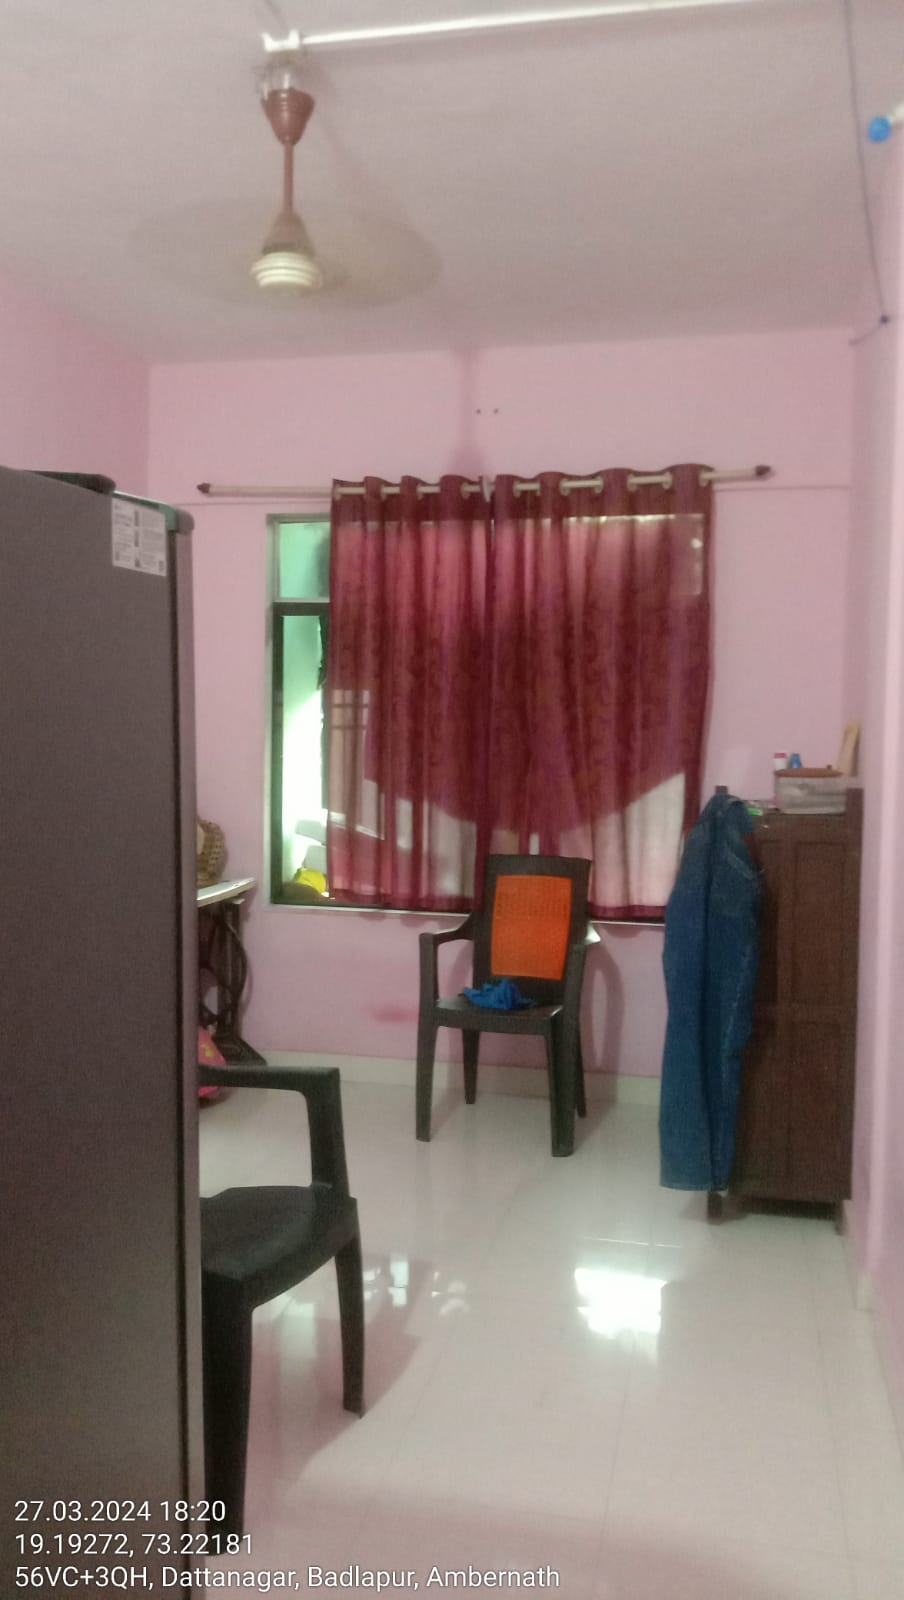 27.03.2024 18:20
19.19272, 73.22181
56VC+3QH, Dattanagar, Badlapur, Ambernath